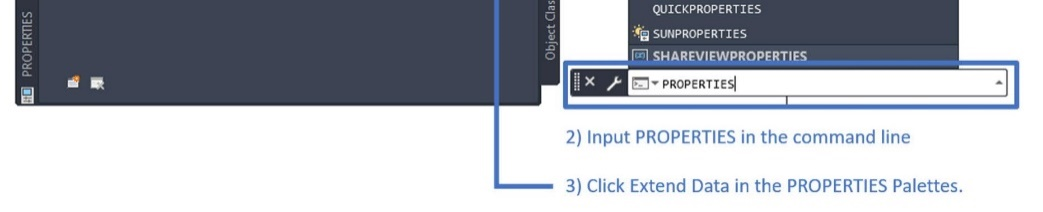 PROPERTIES
Object Clas
QUICKPROPERTIES
SUNPROPERTIES
SHAREVIEWPROPERTIES
PROPERTIES
2) Input PROPERTIES in the command line
3) Click Extend Data in the PROPERTIES Palettes.